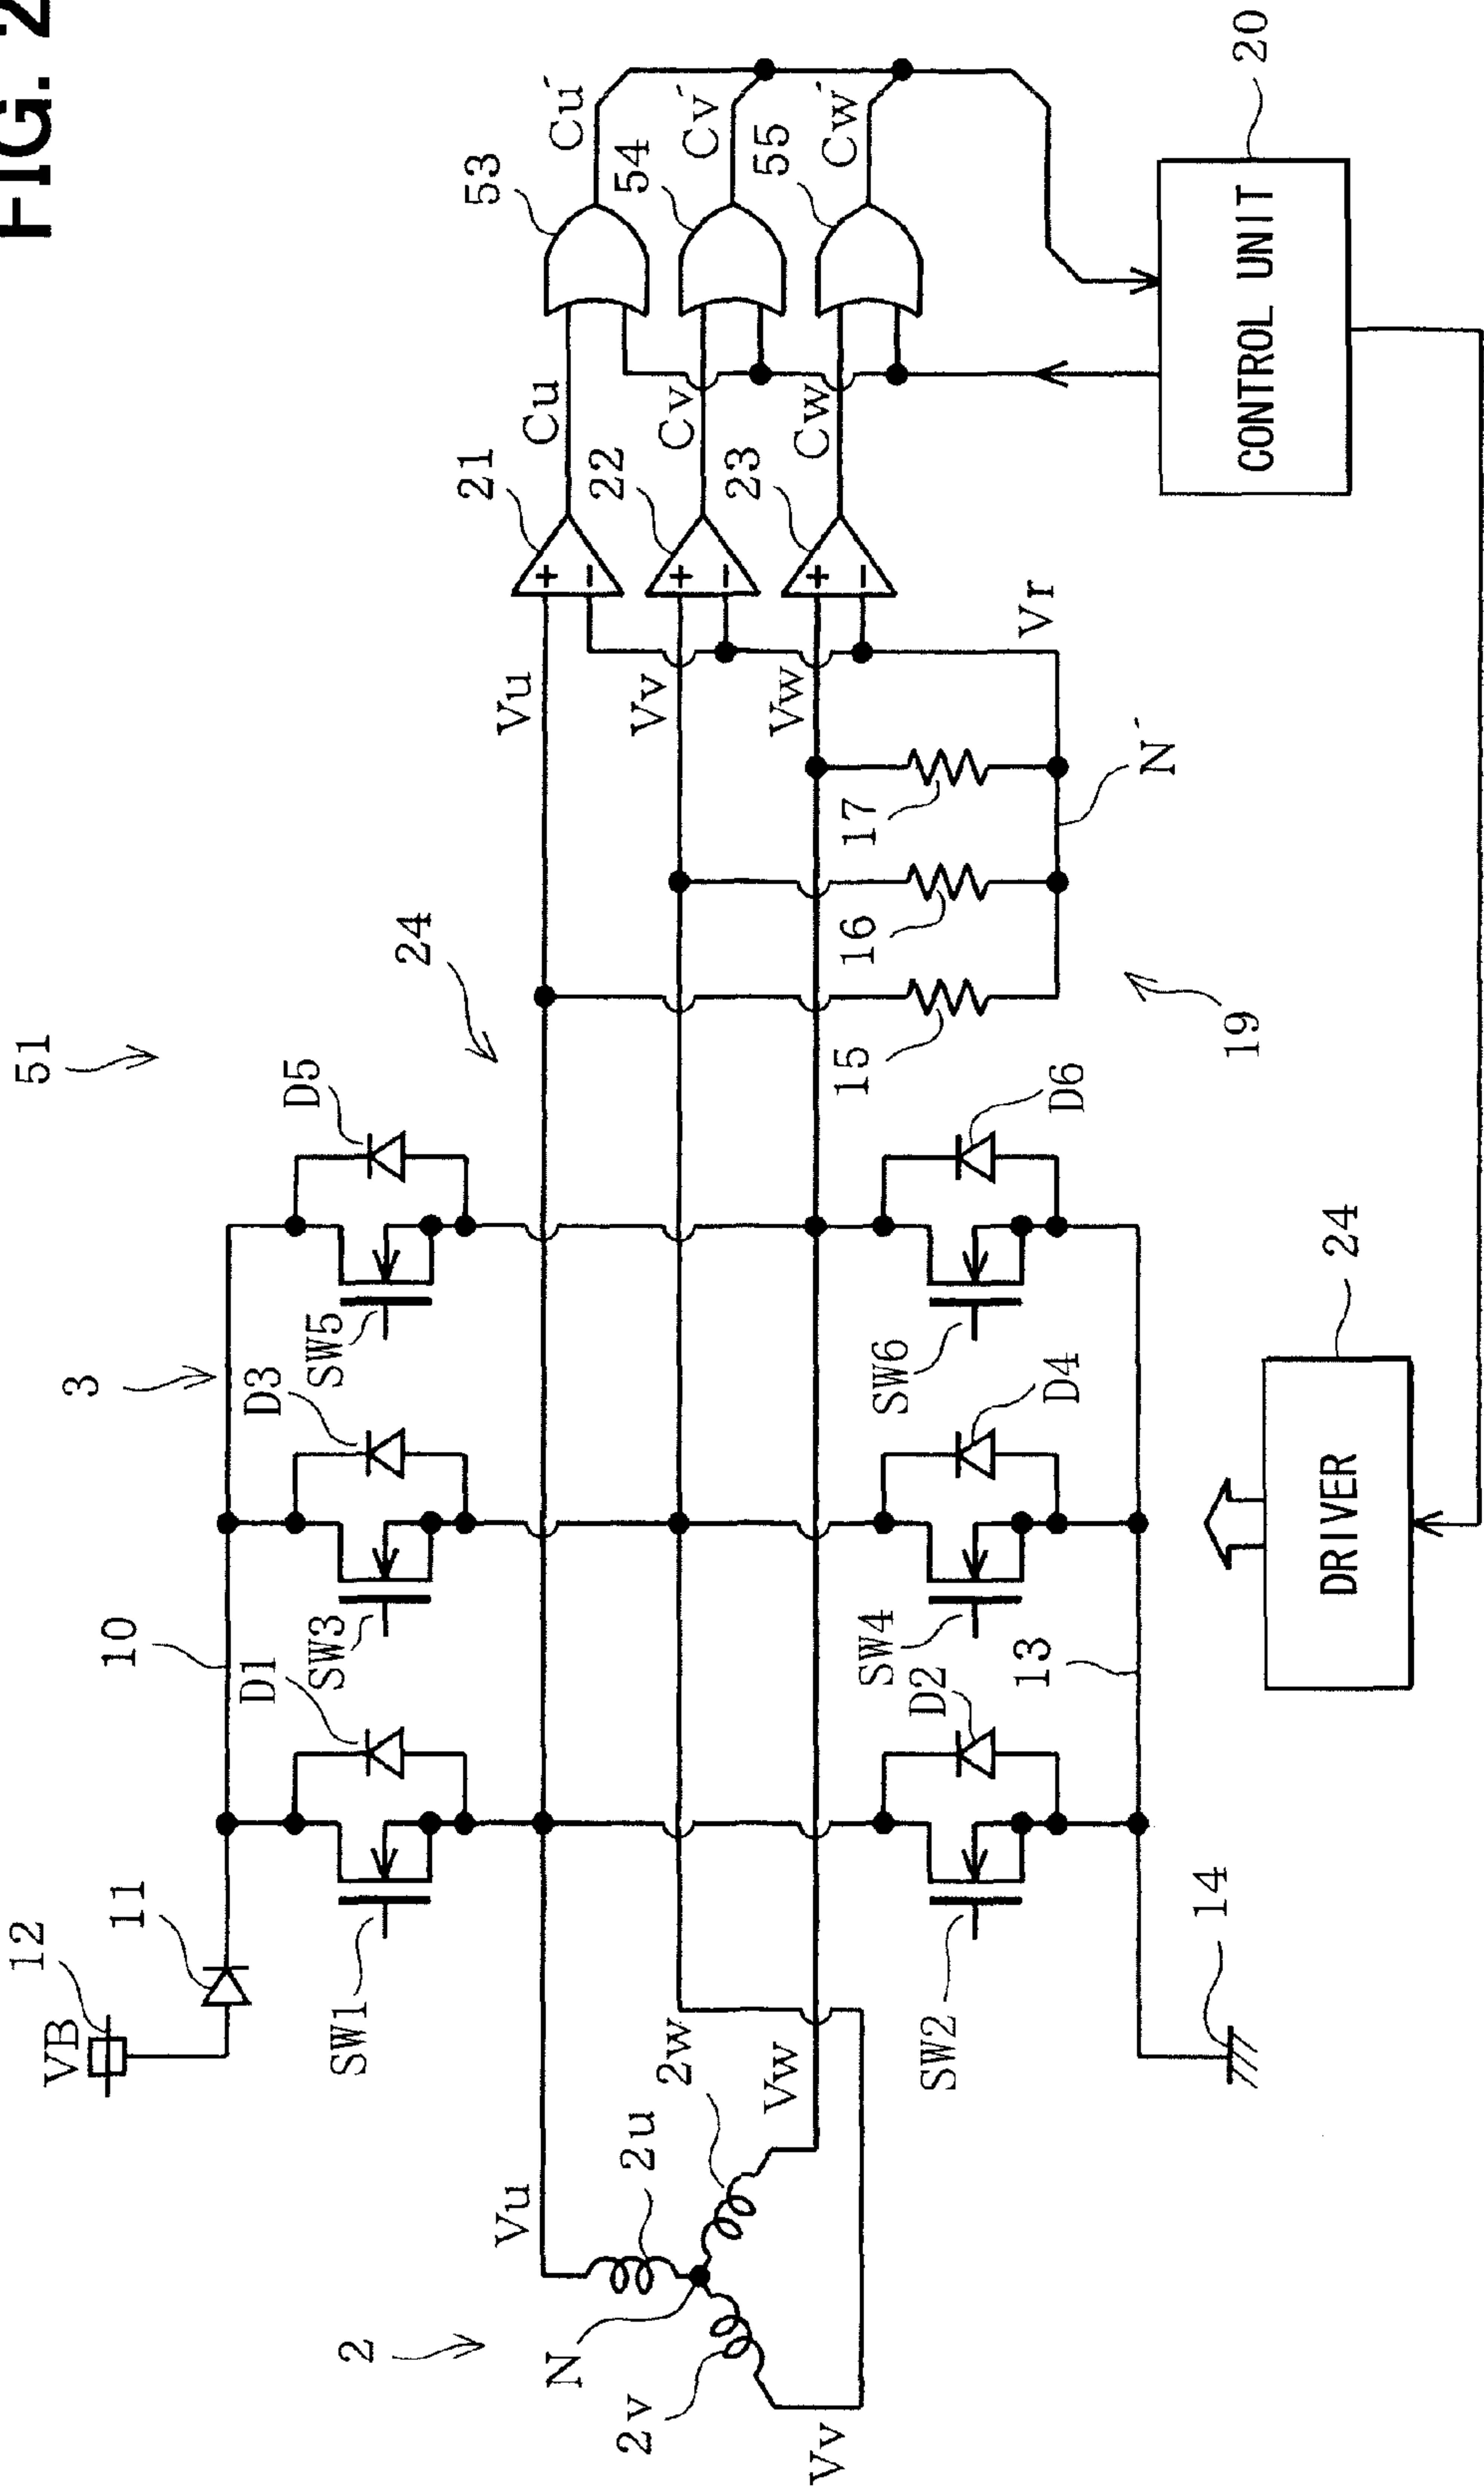 FIG. 2
51
3
24
VB
12
11
10
D1
D3
D5
SW1
SW3
SW5
2
Vu
2u
N
2v
Vv
2w
Vw
Vu
Vv
Vw
21
22
23
+
−
+
−
+
−
Cu
Cv
Cw
53
54
55
Cu´
Cv´
Cw´
15
16
17
19
N´
Vr
SW2
SW4
SW6
D2
D4
D6
13
14
DRIVER
24
CONTROL UNIT
20